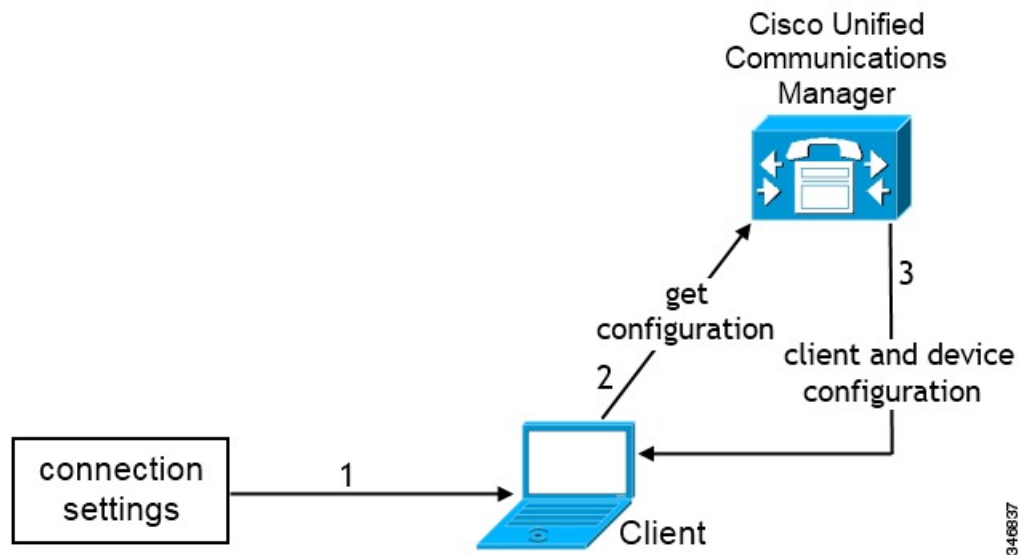 Cisco Unified
Communications
Manager
3
get
configuration
client and device
configuration
2
connection
settings
1
Client
346837